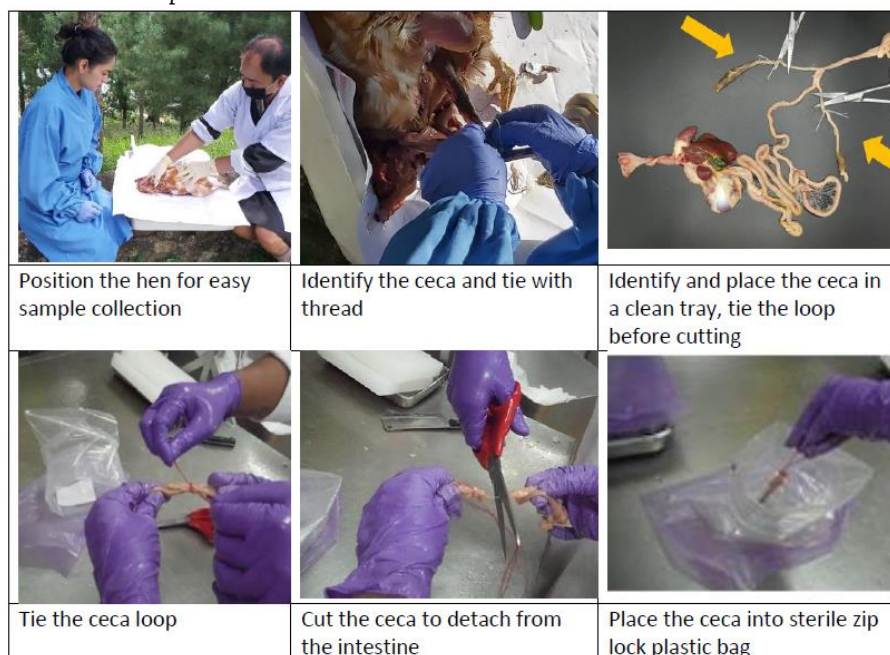 Position the hen for easy
sample collection
Identify the ceca and tie with
thread
Identify and place the ceca in
a clean tray, tie the loop
before cutting
Tie the ceca loop
Cut the ceca to detach from
the intestine
Place the ceca into sterile zip
lock plastic bag